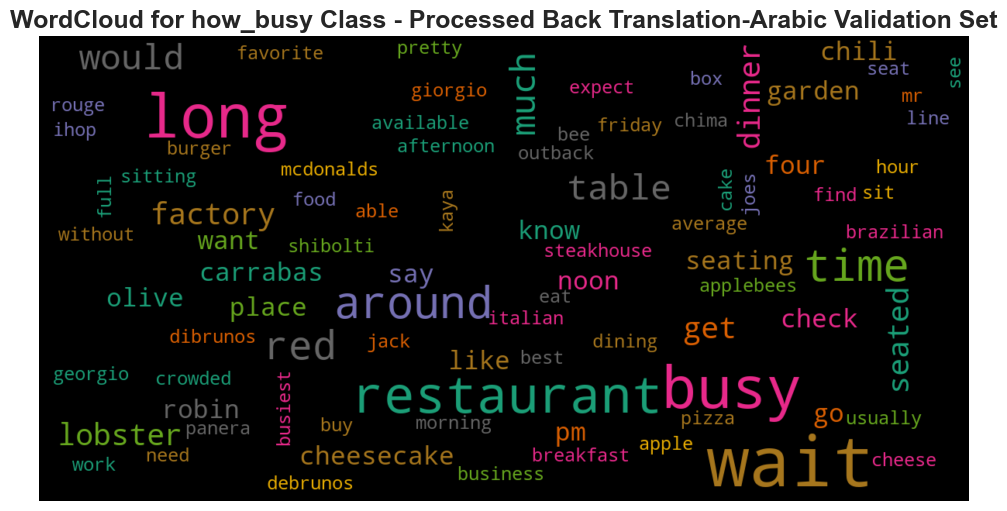 WordCloud for how_busy Class - Processed Back Translation-Arabic Validation Set
would favorite pretty much dinner chili see
box seat
rouge long giorgio expect garden mr
ihop available bee friday chima line
burger afternoon outback
full sitting mcdonalds table four hour
food able kaya cake joes find sit
without factory want shibolti know average brazilian
carrabas say steakhouse seating time
olive place around noon applebees
eat italian get check seated
dibrunos red jack like best dining
georgio crowded restaurant busy
robin busiest buy morning pizza go usually
lobster panera pm apple
work need cheesecake breakfast wait cheese
debrunos business